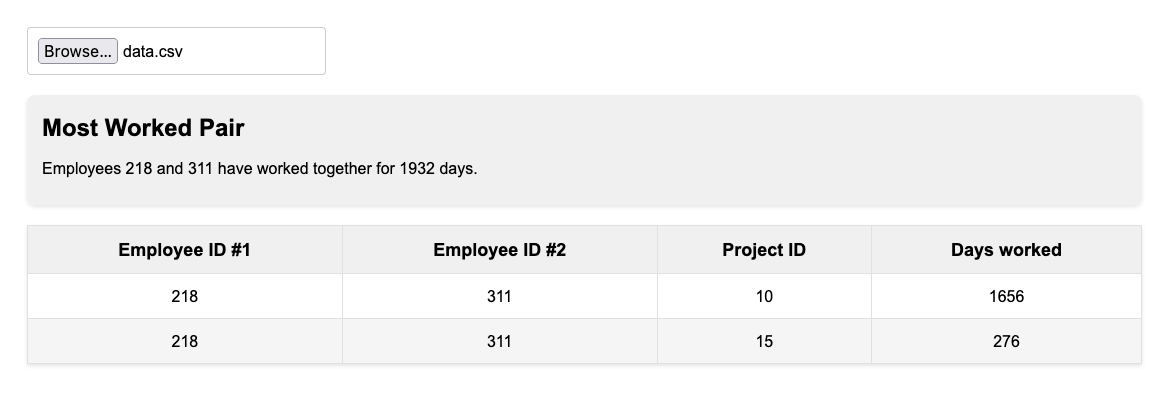 Browse... data.csv
Most Worked Pair
Employees 218 and 311 have worked together for 1932 days.
Employee ID #1 Employee ID #2 Project ID Days worked
218 311 10 1656
218 311 15 276